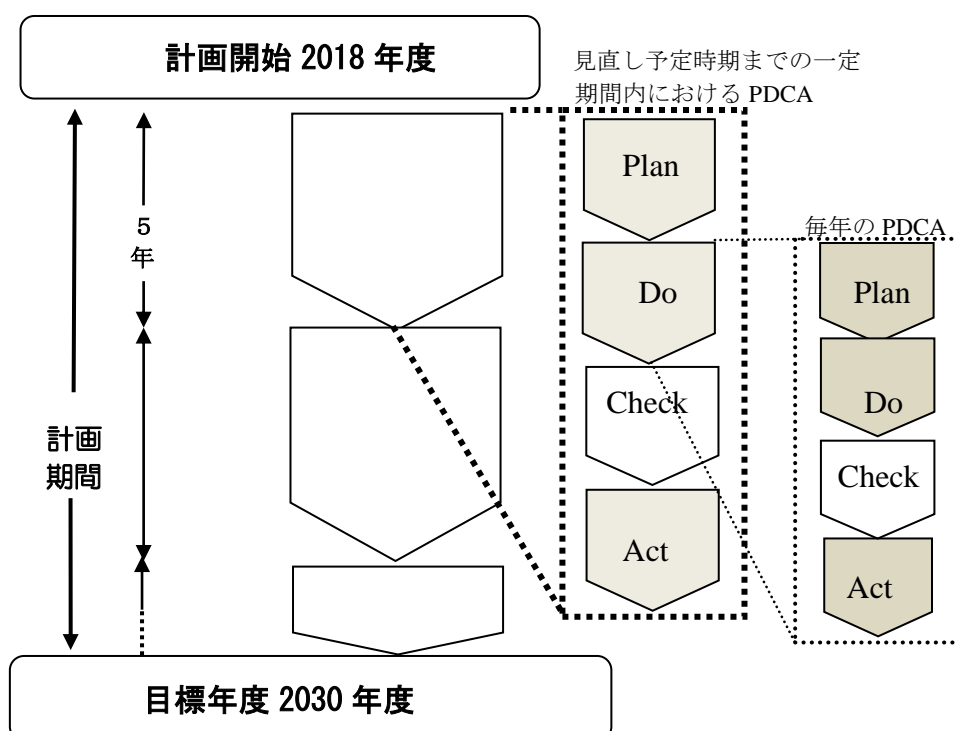 計画開始 2018 年度
見直し予定時期までの一定
期間内における PDCA
Plan
Do
Check
Act
毎年の PDCA
Plan
Do
Check
Act
5
年
計画
期間
目標年度 2030 年度